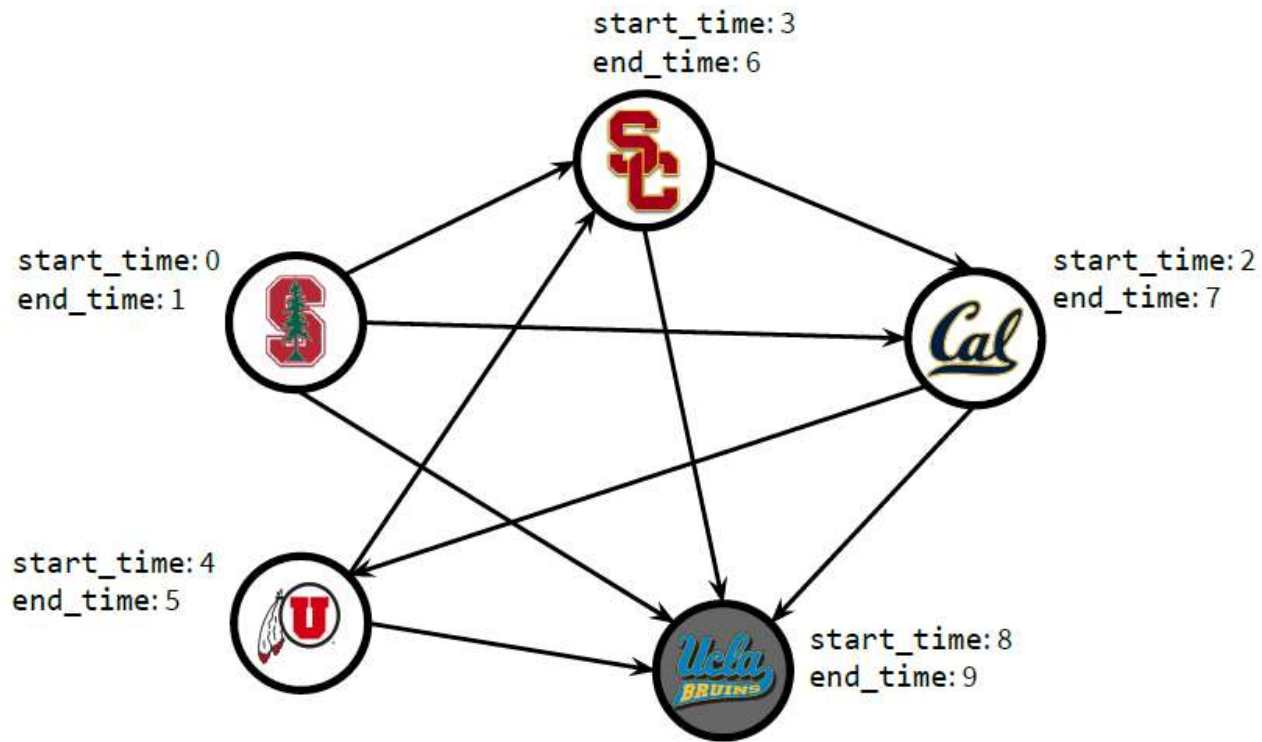 start_time: 3
end_time: 6
SC
start_time: 0
end_time: 1
S
start_time: 2
end_time: 7
Cal
start_time: 4
end_time: 5
U
Ucla
BRUINS
start_time: 8
end_time: 9